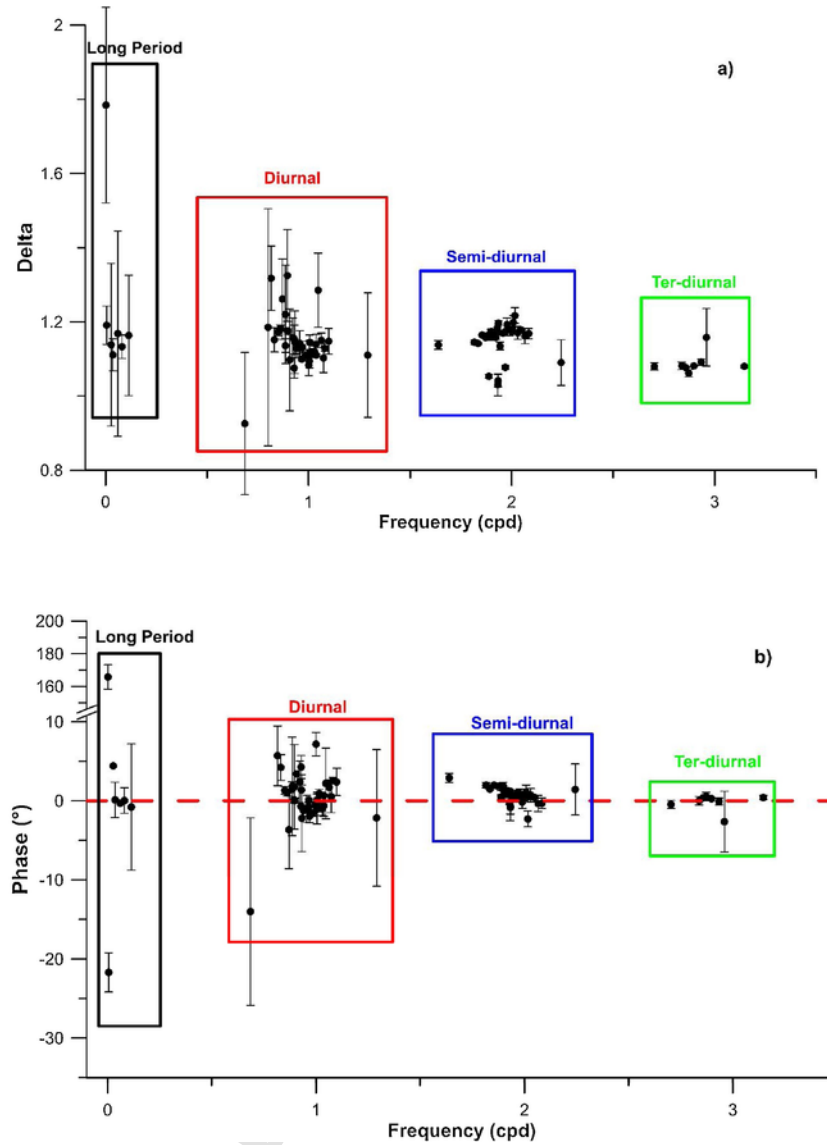 2
Long Period
a)
1.6
Diurnal
Delta
Semi-diurnal
Ter-diurnal
1.2
0.8
0
1
2
3
Frequency (cpd)
200
Long Period
180
b)
160
Diurnal
Semi-diurnal
10
Ter-diurnal
0
Phase (°)
-10
-20
-30
0
1
2
3
Frequency (cpd)